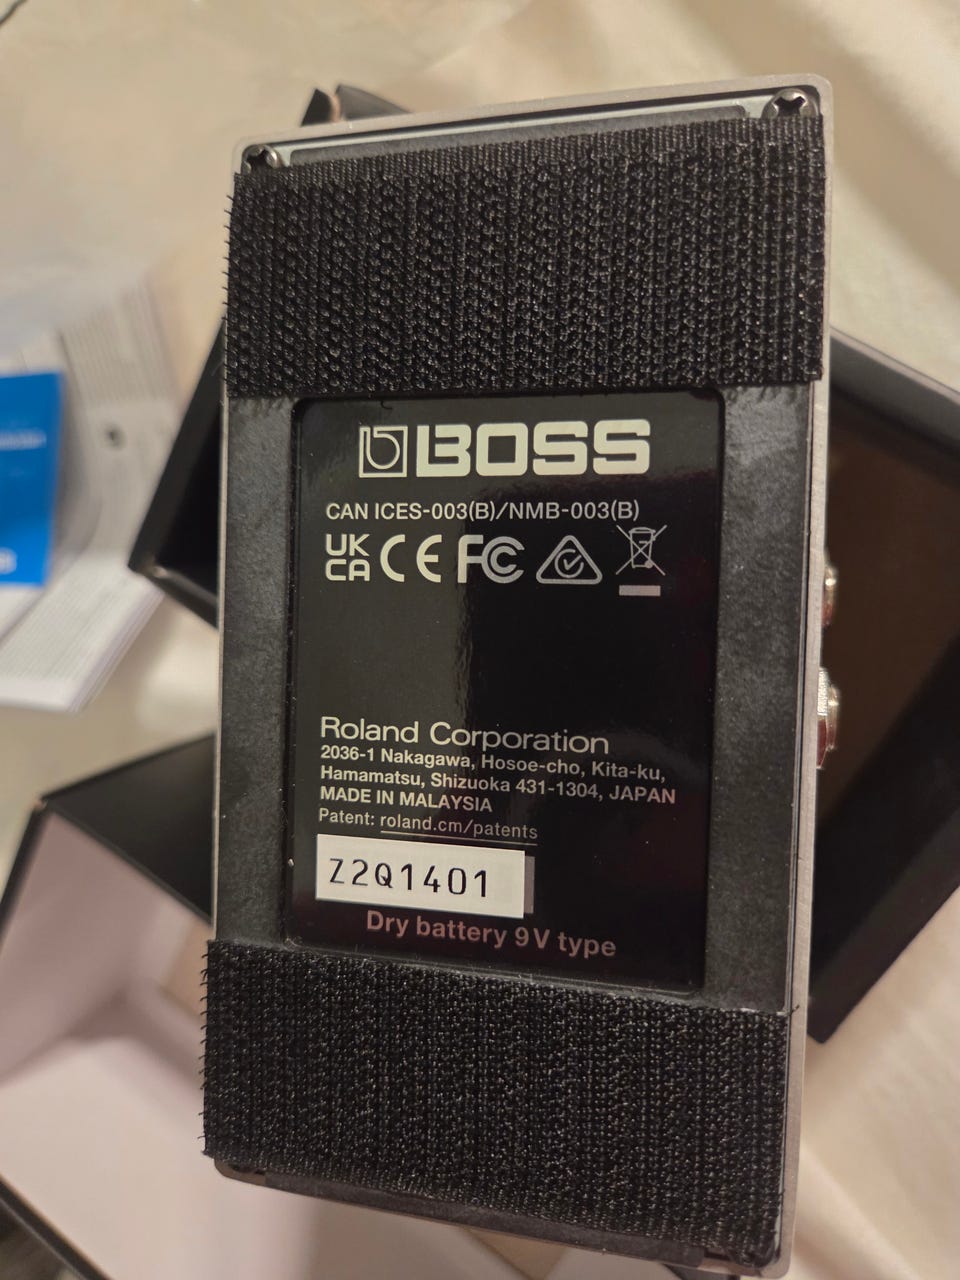 BOSS
CAN ICES-003(B)/NMB-003(B)
UK CA CE FC
Roland Corporation
2036-1 Nakagawa, Hosoe-cho, Kita-ku,
Hamamatsu, Shizuoka 431-1304, JAPAN
MADE IN MALAYSIA
Patent: roland.cm/patents
Z2Q1401
Dry battery 9V type